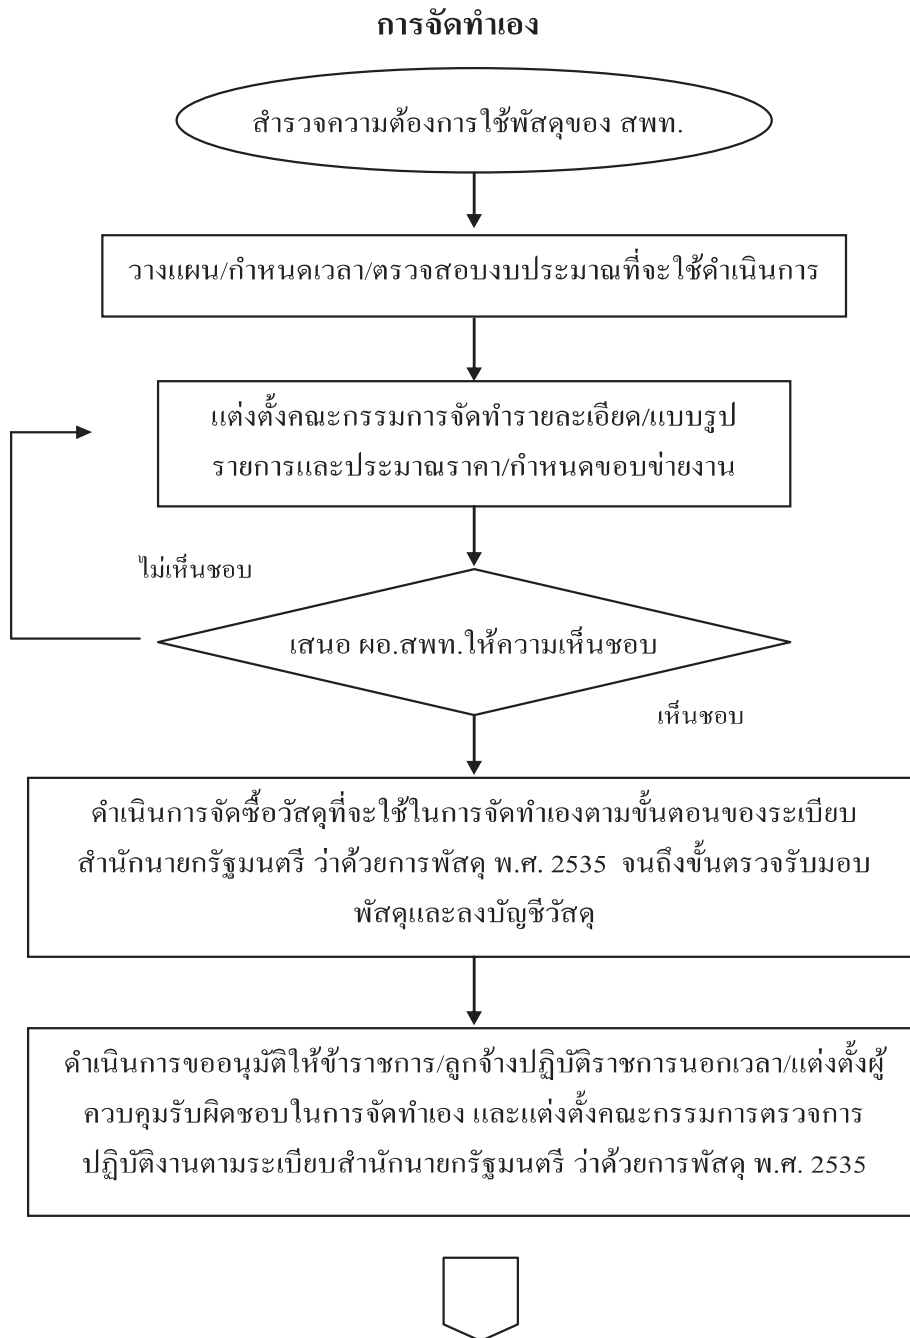 การจัดทำเอง
สำรวจความต้องการใช้พัสดุของ สพท.
วางแผน/กำหนดเวลา/ตรวจสอบงบประมาณที่จะใช้ดำเนินการ
แต่งตั้งคณะกรรมการจัดทำรายละเอียด/แบบรูป
รายการและประมาณราคา/กำหนดขอบข่ายงาน
ไม่เห็นชอบ
เสนอ ผอ.สพท.ให้ความเห็นชอบ
เห็นชอบ
ดำเนินการจัดซื้อวัสดุที่จะใช้ในการจัดทำเองตามขั้นตอนของระเบียบ
สำนักนายกรัฐมนตรี ว่าด้วยการพัสดุ พ.ศ. 2535 จนถึงขั้นตรวจรับมอบ
พัสดุและลงบัญชีวัสดุ
ดำเนินการขออนุมัติให้ข้าราชการ/ลูกจ้างปฏิบัติราชการนอกเวลา/แต่งตั้งผู้
ควบคุมรับผิดชอบในการจัดทำเอง และแต่งตั้งคณะกรรมการตรวจการ
ปฏิบัติงานตามระเบียบสำนักนายกรัฐมนตรี ว่าด้วยการพัสดุ พ.ศ. 2535